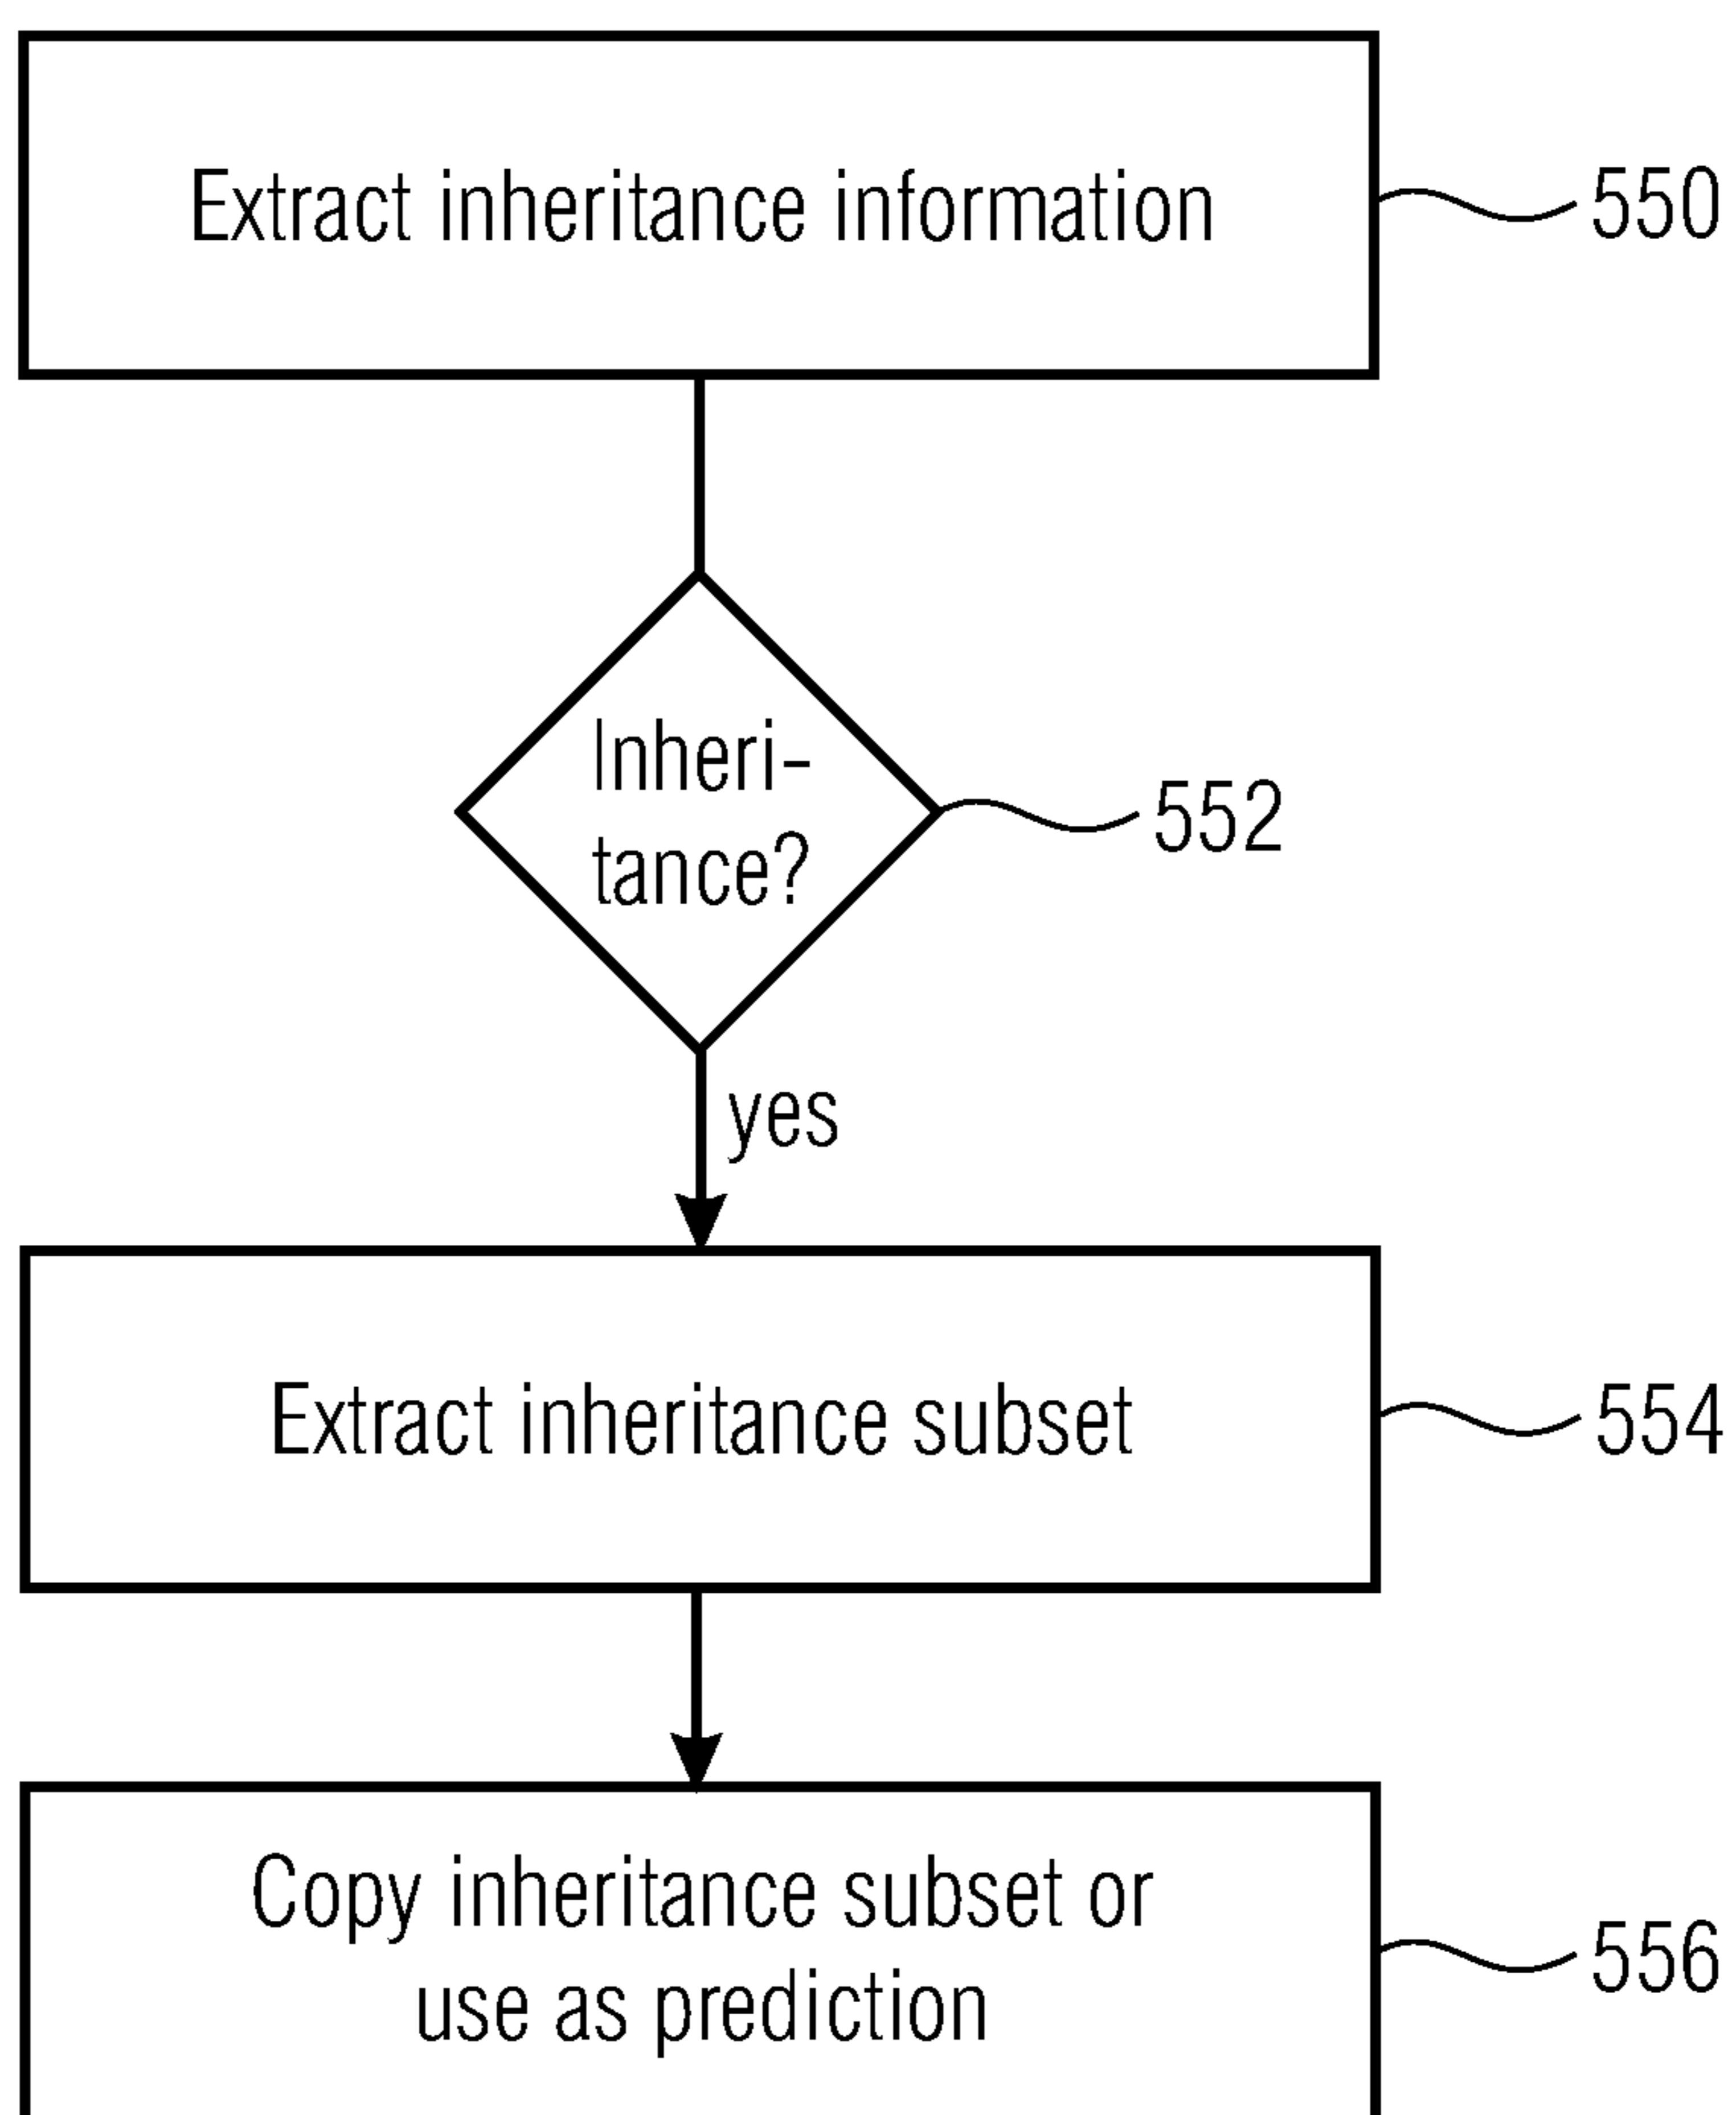 Extract inheritance information
550
Inheri-
tance?
552
yes
Extract inheritance subset
554
Copy inheritance subset or
use as prediction
556